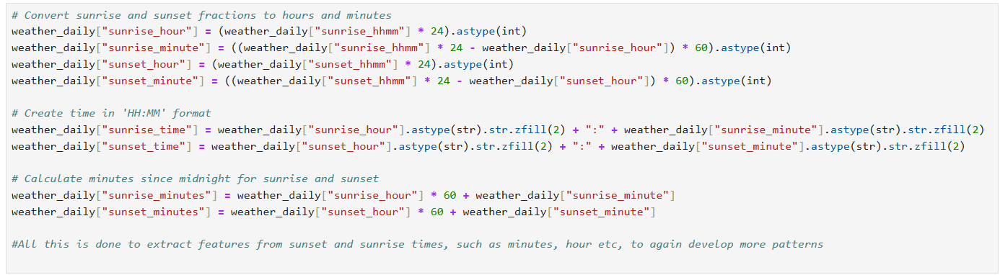 # Convert sunrise and sunset fractions to hours and minutes
weather_daily["sunrise_hour"] = (weather_daily["sunrise_hhmm"] * 24).astype(int)
weather_daily["sunrise_minute"] = ((weather_daily["sunrise_hhmm"] * 24 - weather_daily["sunrise_hour"]) * 60).astype(int)
weather_daily["sunset_hour"] = (weather_daily["sunset_hhmm"] * 24).astype(int)
weather_daily["sunset_minute"] = ((weather_daily["sunset_hhmm"] * 24 - weather_daily["sunset_hour"]) * 60).astype(int)

# Create time in 'HH:MM' format
weather_daily["sunrise_time"] = weather_daily["sunrise_hour"].astype(str).str.zfill(2) + ":" + weather_daily["sunrise_minute"].astype(str).str.zfill(2)
weather_daily["sunset_time"] = weather_daily["sunset_hour"].astype(str).str.zfill(2) + ":" + weather_daily["sunset_minute"].astype(str).str.zfill(2)

# Calculate minutes since midnight for sunrise and sunset
weather_daily["sunrise_minutes"] = weather_daily["sunrise_hour"] * 60 + weather_daily["sunrise_minute"]
weather_daily["sunset_minutes"] = weather_daily["sunset_hour"] * 60 + weather_daily["sunset_minute"]

#All this is done to extract features from sunset and sunrise times, such as minutes, hour etc, to again develop more patterns